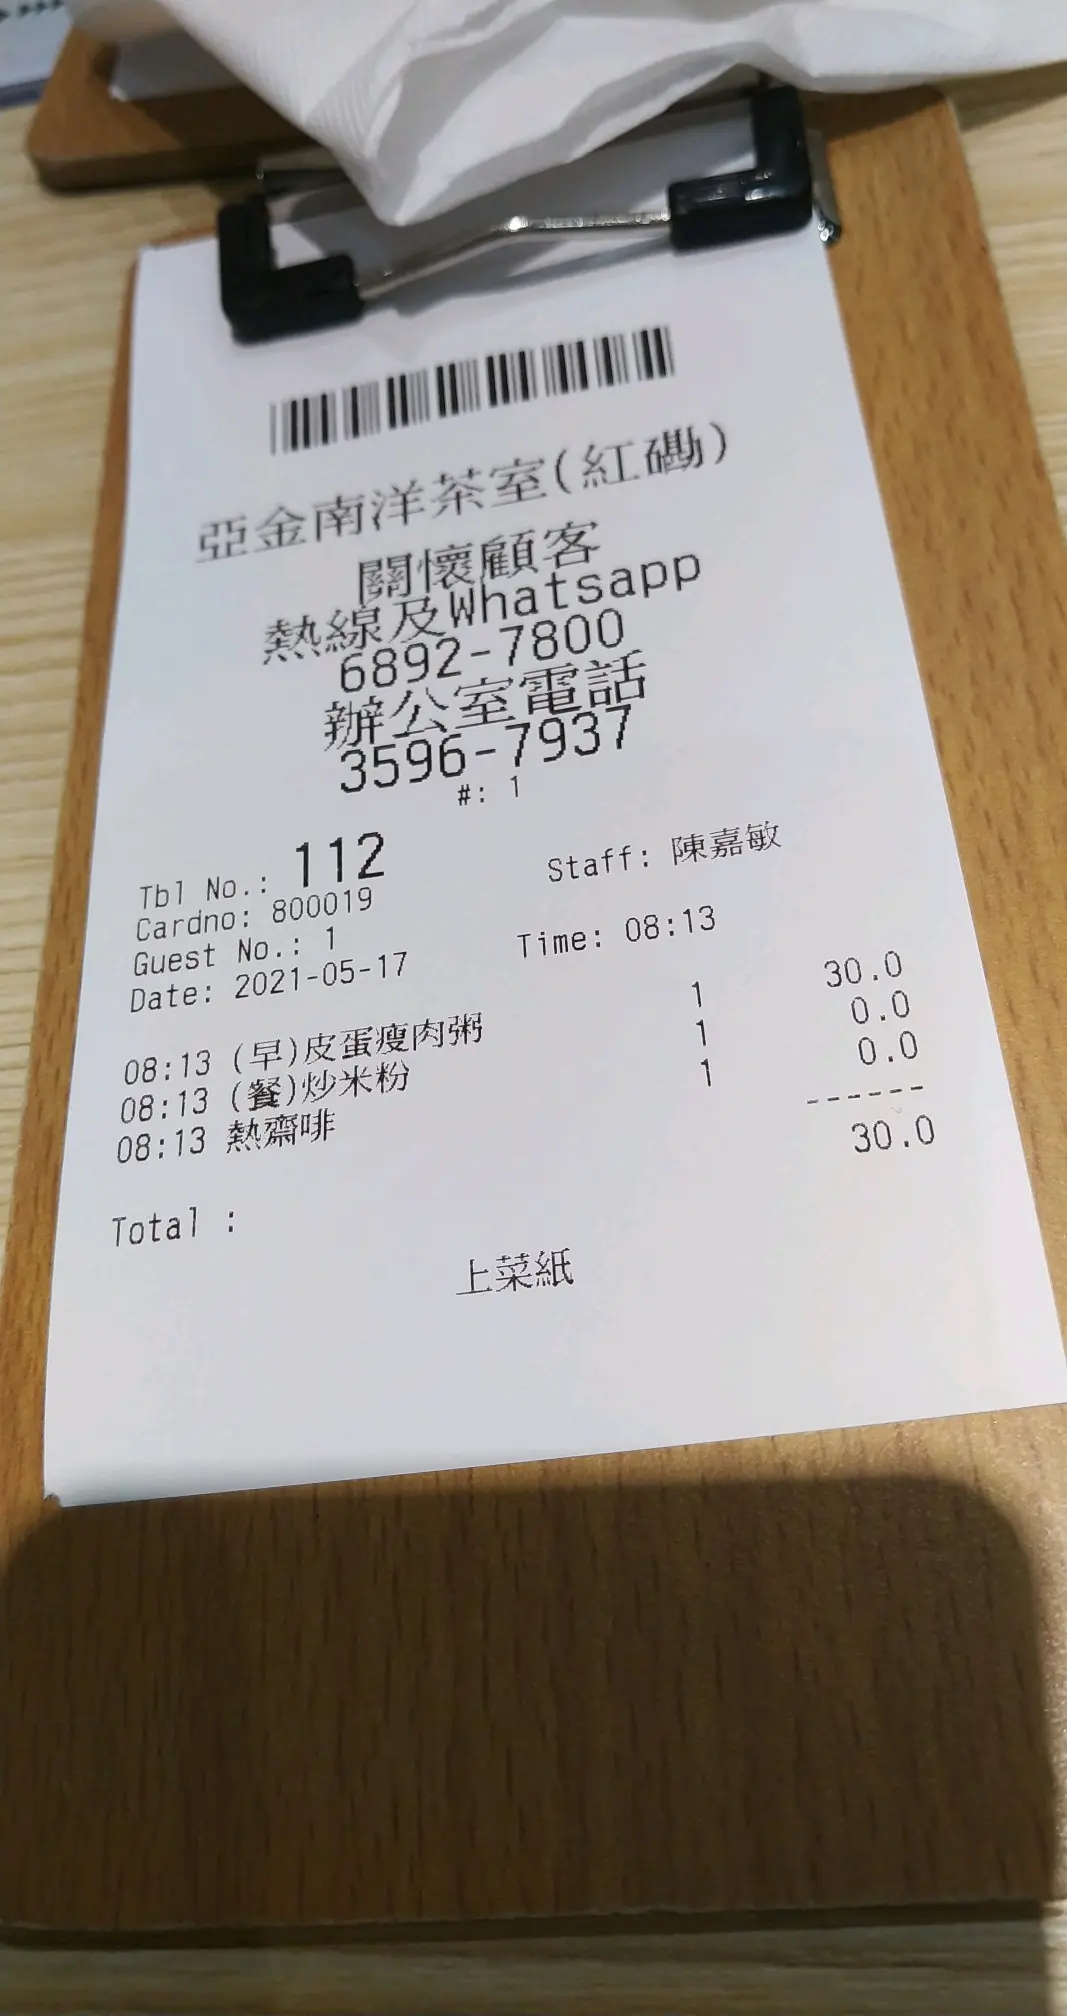 亞金南洋茶室(紅磡)
關懷顧客
熱線及Whatsapp
6892-7800
辦公室電話
3596-7937
#: 1
Tbl No.: 112 Staff: 陳嘉敏
Cardno: 800019
Guest No.: 1
Date: 2021-05-17 Time: 08:13
08:13 (早)皮蛋瘦肉粥 1 30.0
08:13 (餐)炒米粉 1 0.0
08:13 熱齋啡 1 0.0
------
Total : 30.0
上菜紙